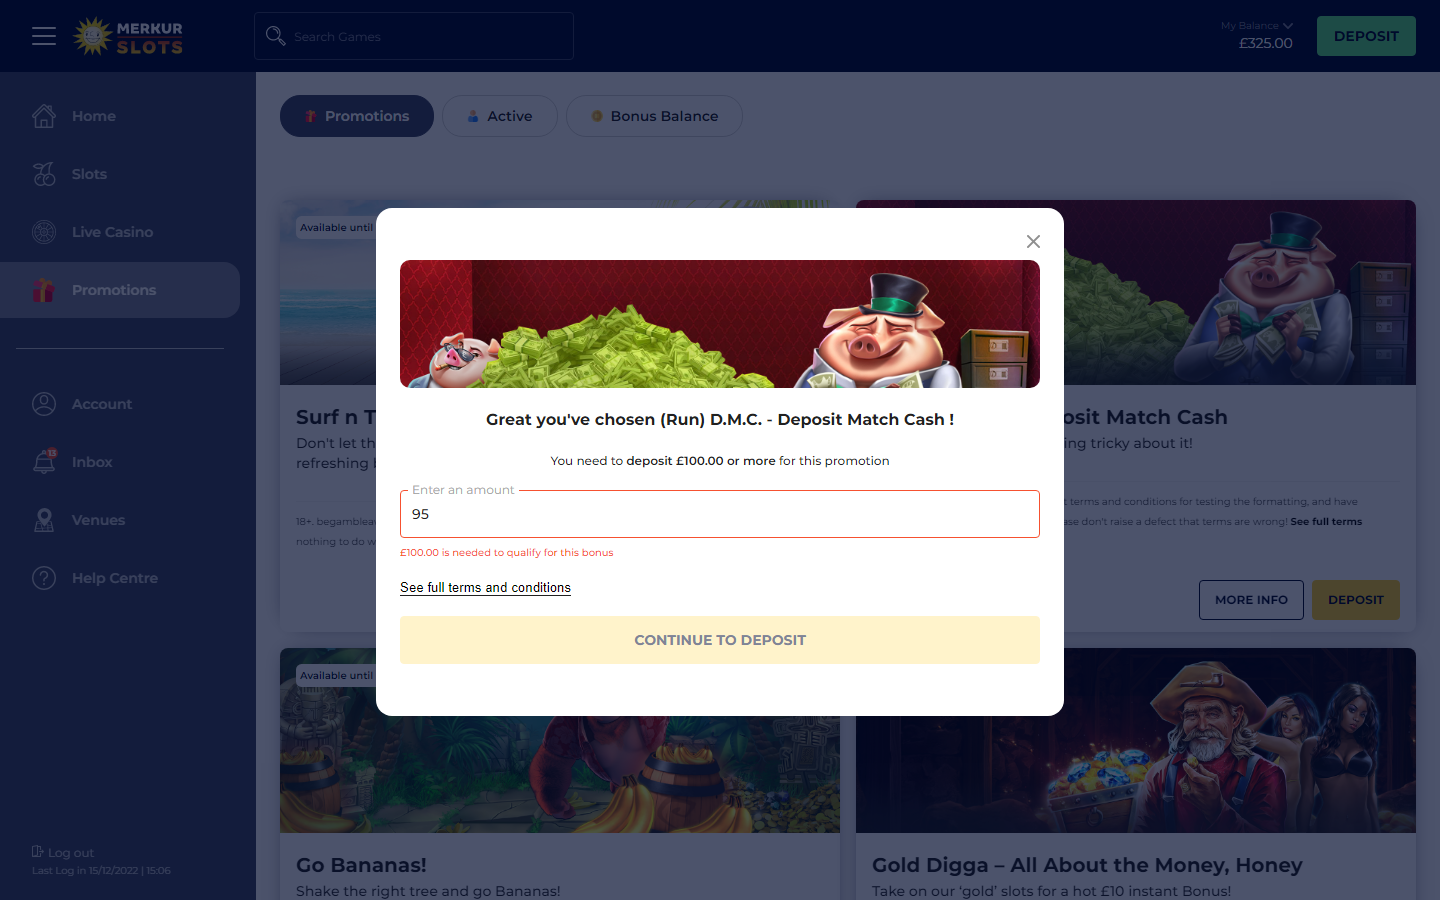 MERKUR
SLOTS
Search Games
My Balance
£325.00
DEPOSIT
Home
Slots
Live Casino
Promotions
Account
13
Inbox
Venues
Help Centre
Log out
Last Log in 15/12/2022 | 15:06
Promotions
Active
Bonus Balance
Available until
Surf n T
Don't let th
refreshing b
18+. begambleaw
nothing to do w
Great you've chosen (Run) D.M.C. - Deposit Match Cash !
You need to deposit £100.00 or more for this promotion
Enter an amount
95
£100.00 is needed to qualify for this bonus
See full terms and conditions
CONTINUE TO DEPOSIT
osit Match Cash
ing tricky about it!
t terms and conditions for testing the formatting, and have
ase don't raise a defect that terms are wrong! See full terms
MORE INFO
DEPOSIT
Available until
Go Bananas!
Shake the right tree and go Bananas!
Gold Digga – All About the Money, Honey
Take on our ‘gold’ slots for a hot £10 instant Bonus!